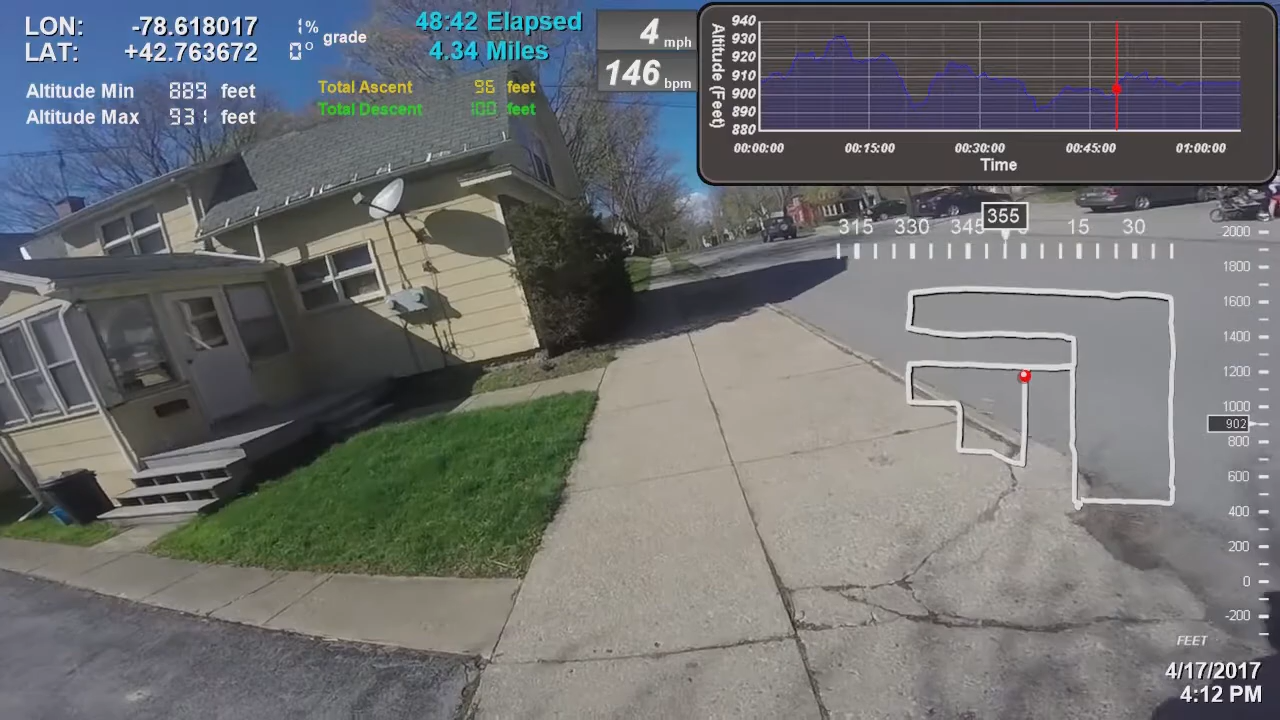 LON: -78.618017
LAT: +42.763672
1% grade
0°
48:42 Elapsed
4.34 Miles
4 mph
146 bpm
Altitude Min 889 feet
Altitude Max 931 feet
Total Ascent 96 feet
Total Descent 100 feet
Altitude (Feet)
940
930
920
910
900
890
880
00:00:00 00:15:00 00:30:00 00:45:00 01:00:00
Time
315 330 345 355 15 30
2000
1800
1600
1400
1200
1000
902
800
600
400
200
0
-200
FEET
4/17/2017
4:12 PM